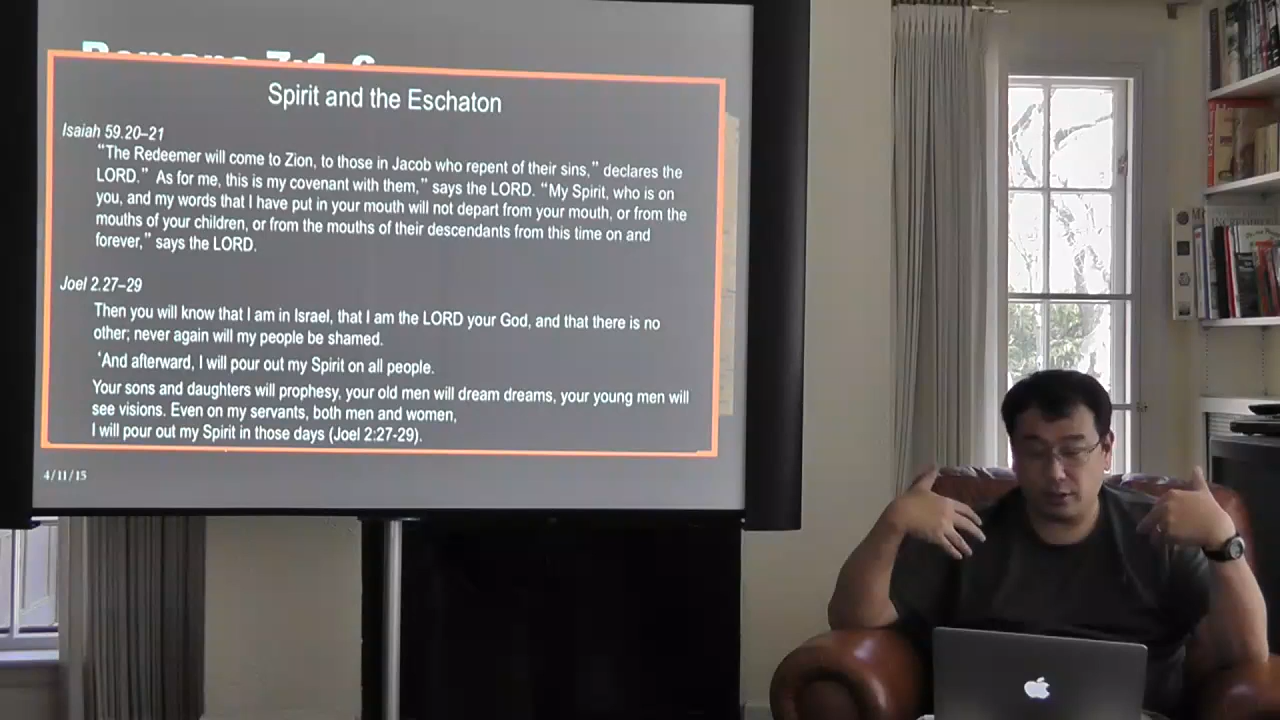 Romans 7:1–6
Spirit and the Eschaton
Isaiah 59.20–21
“The Redeemer will come to Zion, to those in Jacob who repent of their sins,” declares the
LORD.” As for me, this is my covenant with them,” says the LORD. “My Spirit, who is on
you, and my words that I have put in your mouth will not depart from your mouth, or from the
mouths of your children, or from the mouths of their descendants from this time on and
forever,” says the LORD.
Joel 2.27–29
Then you will know that I am in Israel, that I am the LORD your God, and that there is no
other; never again will my people be shamed.
‘And afterward, I will pour out my Spirit on all people.
Your sons and daughters will prophesy, your old men will dream dreams, your young men will
see visions. Even on my servants, both men and women,
I will pour out my Spirit in those days (Joel 2:27-29).
4/11/15